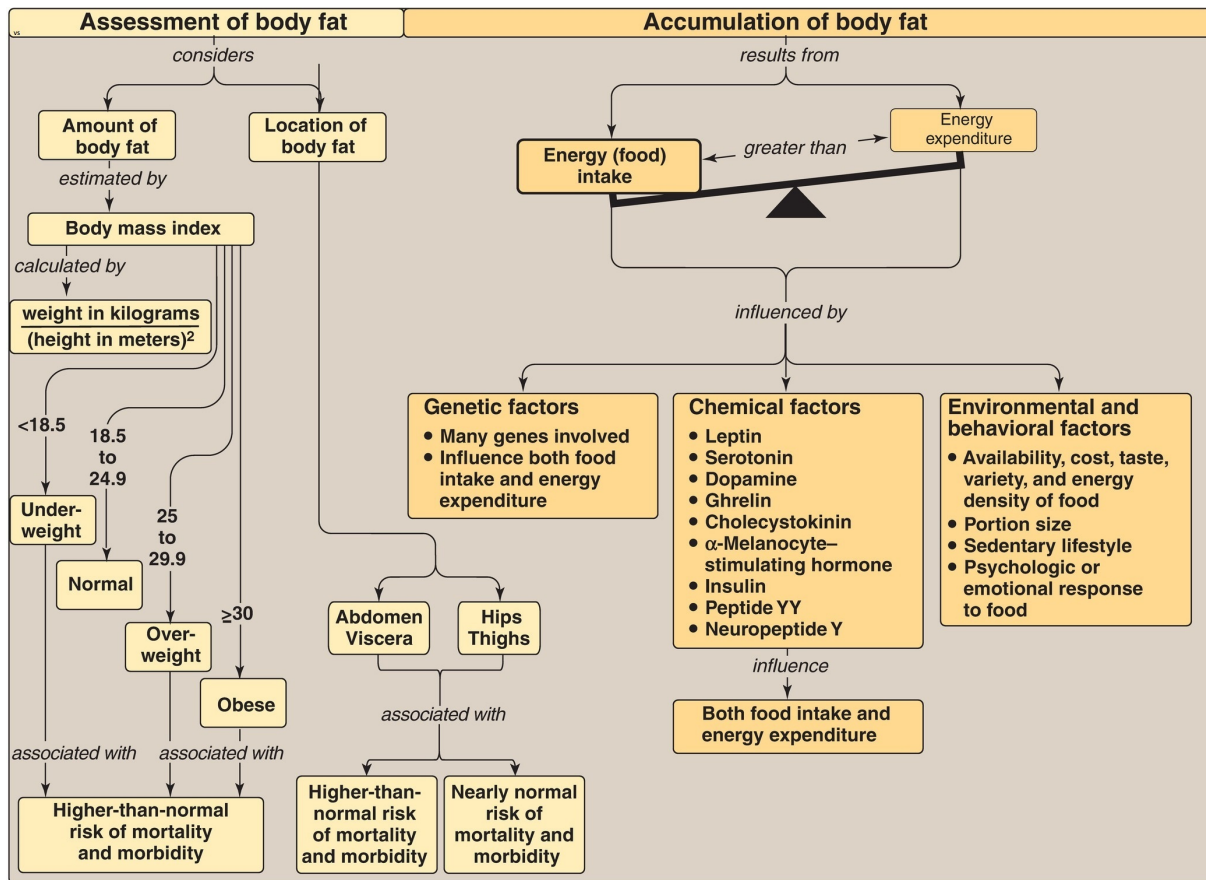 Assessment of body fat
vs
considers
Amount of
body fat
Location of
body fat
estimated by
Body mass index
calculated by
weight in kilograms
(height in meters)²
<18.5
18.5
to
24.9
25
to
29.9
≥30
Under-
weight
Normal
Over-
weight
Obese
associated with
associated with
Higher-than-normal
risk of mortality
and morbidity
Abdomen
Viscera
Hips
Thighs
associated with
Higher-than-
normal risk
of mortality
and morbidity
Nearly normal
risk of
mortality and
morbidity
Accumulation of body fat
results from
Energy (food)
intake
greater than
Energy
expenditure
influenced by
Genetic factors
• Many genes involved
• Influence both food
intake and energy
expenditure
Chemical factors
• Leptin
• Serotonin
• Dopamine
• Ghrelin
• Cholecystokinin
• α-Melanocyte–
stimulating hormone
• Insulin
• Peptide YY
• Neuropeptide Y
influence
Both food intake and
energy expenditure
Environmental and
behavioral factors
• Availability, cost, taste,
variety, and energy
density of food
• Portion size
• Sedentary lifestyle
• Psychologic or
emotional response
to food